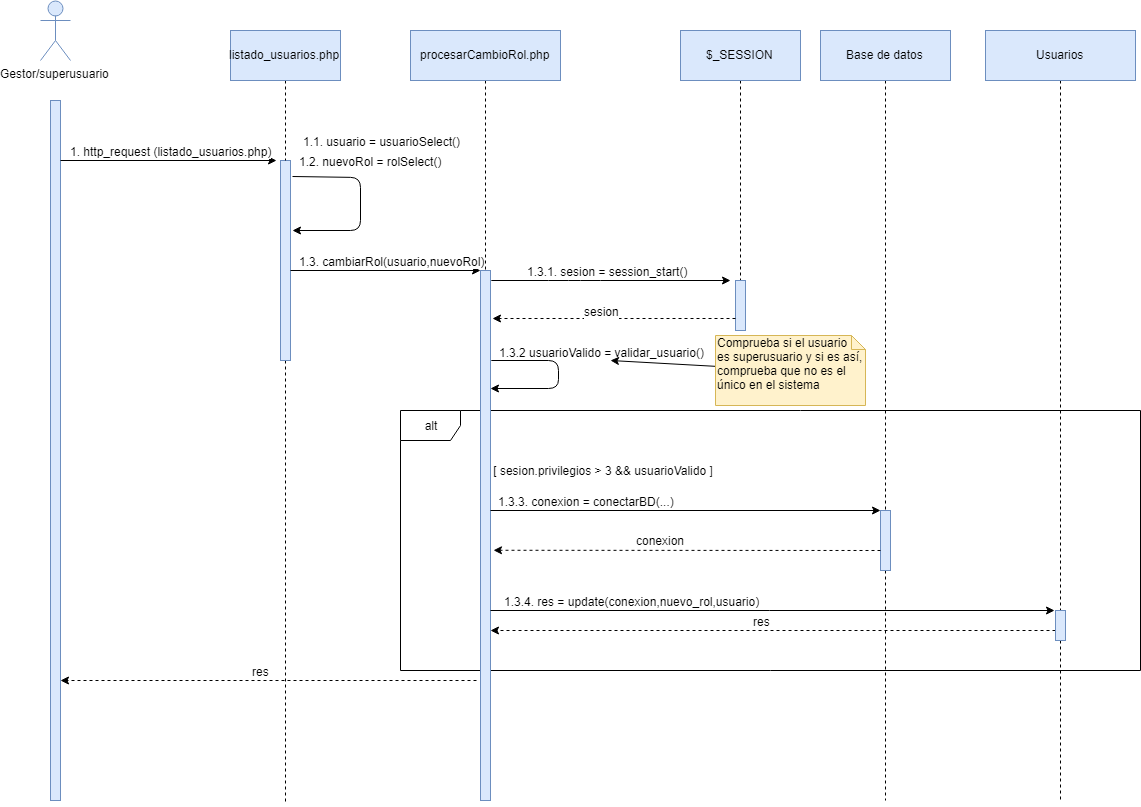 Gestor/superusuario
listado_usuarios.php
procesarCambioRol.php
$_SESSION
Base de datos
Usuarios
1. http_request (listado_usuarios.php)
1.1. usuario = usuarioSelect()
1.2. nuevoRol = rolSelect()
1.3. cambiarRol(usuario,nuevoRol)
1.3.1. sesion = session_start()
sesion
1.3.2 usuarioValido = validar_usuario()
Comprueba si el usuario
es superusuario y si es así,
comprueba que no es el
único en el sistema
alt
[ sesion.privilegios > 3 && usuarioValido ]
1.3.3. conexion = conectarBD(...)
conexion
1.3.4. res = update(conexion,nuevo_rol,usuario)
res
res